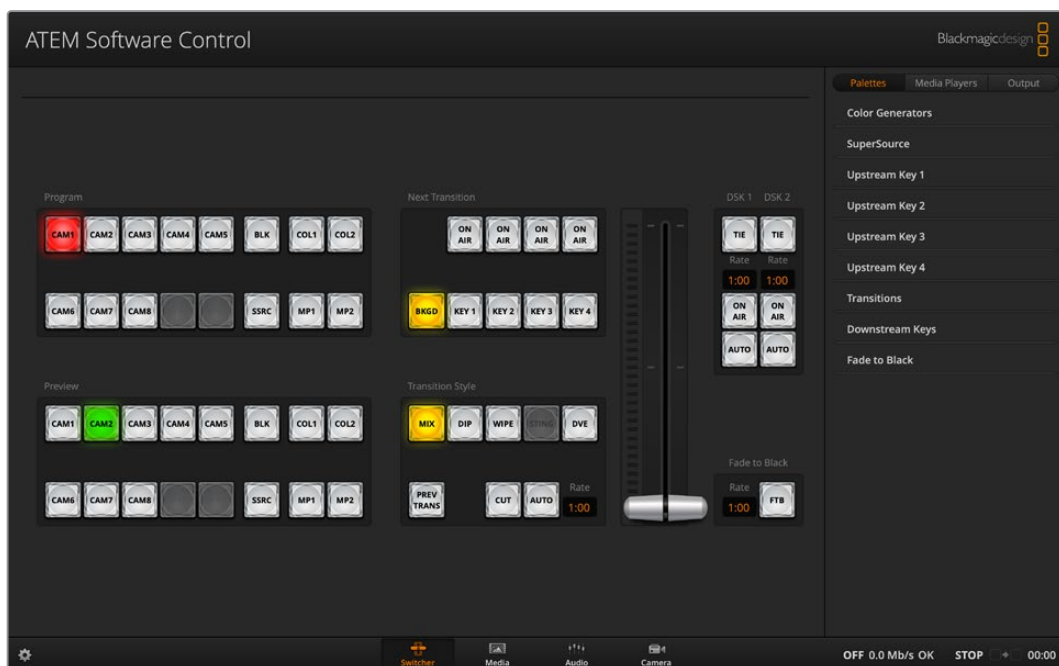 ATEM Software Control
Blackmagicdesign
Palettes Media Players Output
Color Generators
SuperSource
Upstream Key 1
Upstream Key 2
Upstream Key 3
Upstream Key 4
Transitions
Downstream Keys
Fade to Black
Program
CAM1 CAM2 CAM3 CAM4 CAM5 BLK COL1 COL2
CAM6 CAM7 CAM8 SSRC MP1 MP2
Next Transition
ON AIR ON AIR ON AIR ON AIR
BKGD KEY 1 KEY 2 KEY 3 KEY 4
DSK 1 DSK 2
TIE TIE
Rate Rate
1:00 1:00
ON AIR ON AIR
AUTO AUTO
Preview
CAM1 CAM2 CAM3 CAM4 CAM5 BLK COL1 COL2
CAM6 CAM7 CAM8 SSRC MP1 MP2
Transition Style
MIX DIP WIPE STING DVE
PREV TRANS CUT AUTO Rate 1:00
Fade to Black
Rate
1:00 FTB
Switcher Media Audio Camera
OFF 0.0 Mb/s OK STOP 00:00